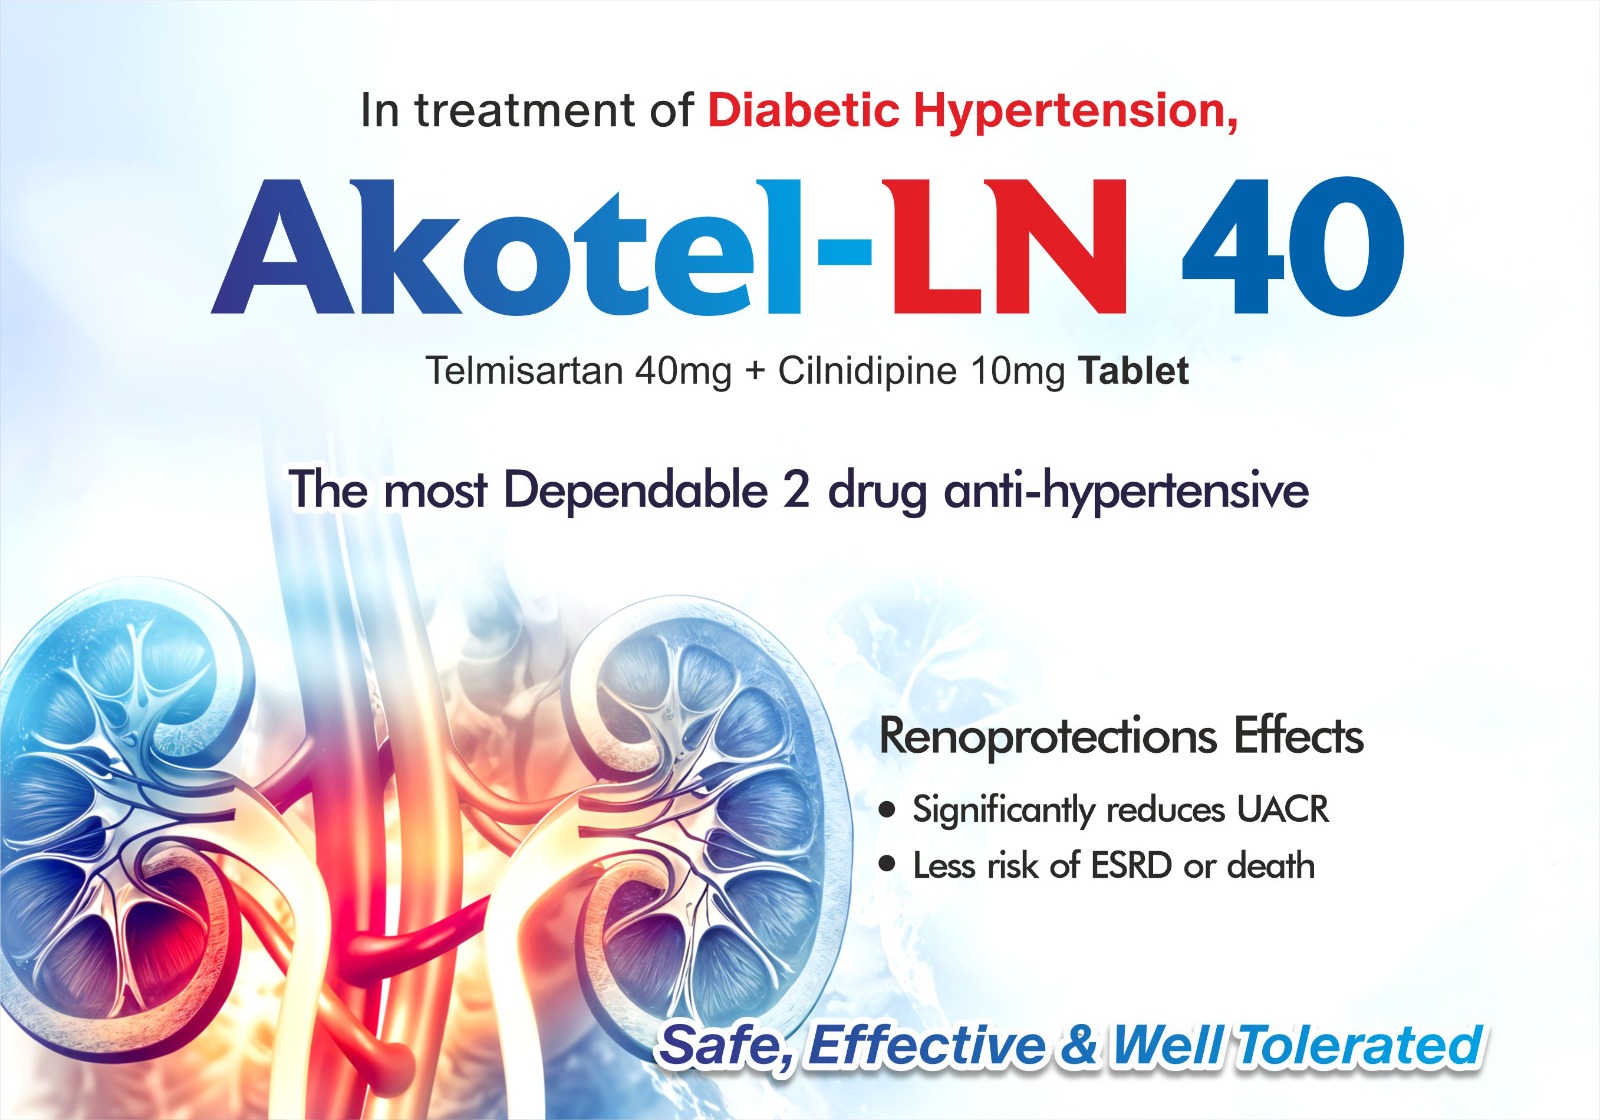 In treatment of Diabetic Hypertension,
Akotel-LN 40
Telmisartan 40mg + Cilnidipine 10mg Tablet
The most Dependable 2 drug anti-hypertensive
Renoprotections Effects
• Significantly reduces UACR
• Less risk of ESRD or death
Safe, Effective & Well Tolerated